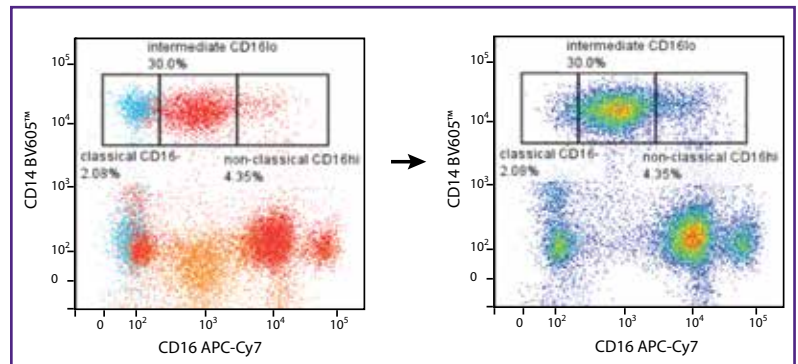 intermediate CD16lo
30.0%
10⁵
10⁴
classical CD16-
2.08%
non-classical CD16hi
4.35%
10³
10²
0
CD14 BV605™
0
10²
10³
10⁴
10⁵
CD16 APC-Cy7
intermediate CD16lo
30.0%
10⁵
10⁴
classical CD16-
2.08%
non-classical CD16hi
4.35%
10³
10²
0
CD14 BV605™
0
10²
10³
10⁴
10⁵
CD16 APC-Cy7